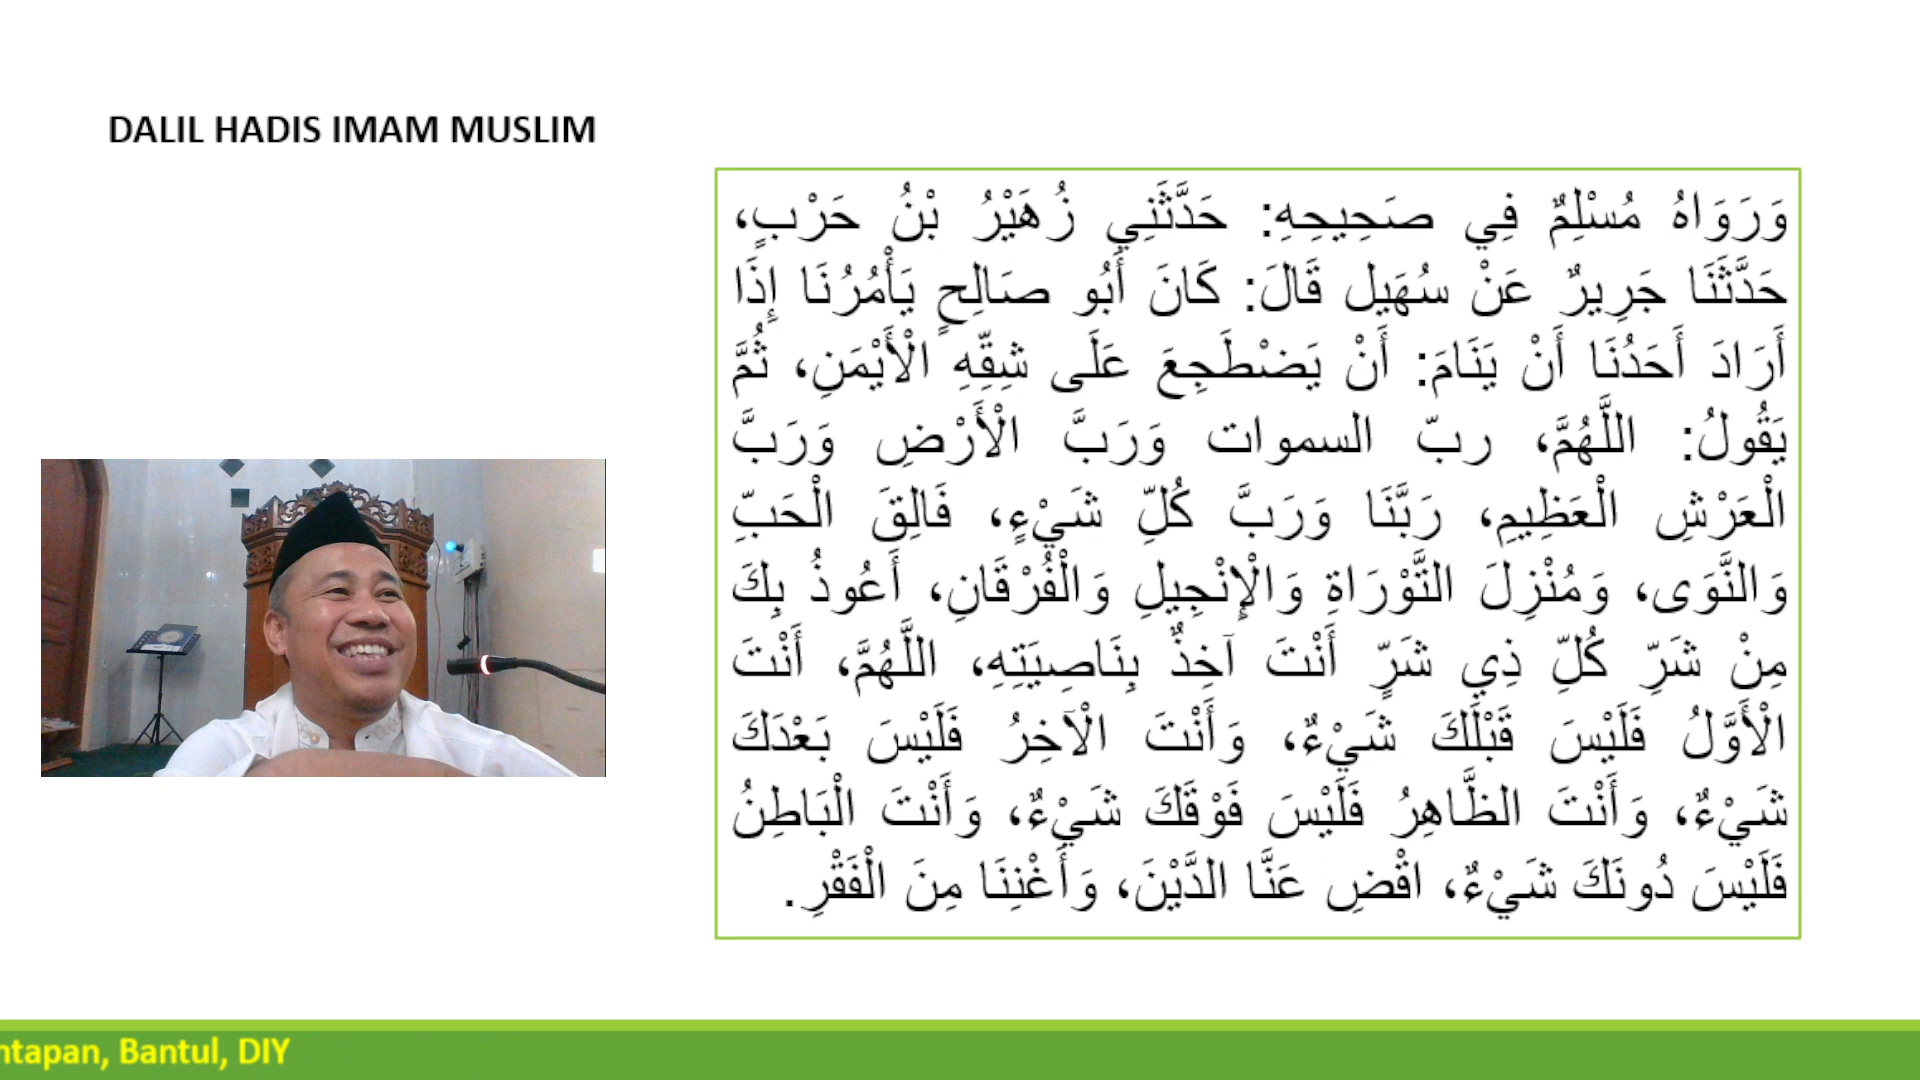 DALIL HADIS IMAM MUSLIM
وَرَوَاهُ مُسْلِمٌ فِي صَحِيحِهِ: حَدَّثَنِي زُهَيْرُ بْنُ حَرْبٍ،
حَدَّثَنَا جَرِيرٌ عَنْ سُهَيل قَالَ: كَانَ أَبُو صَالِحٍ يَأْمُرُنَا إِذَا
أَرَادَ أَحَدُنَا أَنْ يَنَامَ: أَنْ يَضْطَجِعَ عَلَى شِقِّهِ الْأَيْمَنِ، ثُمَّ
يَقُولُ: اللَّهُمَّ، ربّ السموات وَرَبَّ الْأَرْضِ وَرَبَّ
الْعَرْشِ الْعَظِيمِ، رَبَّنَا وَرَبَّ كُلِّ شَيْءٍ، فَالِقَ الْحَبِّ
وَالنَّوَى، وَمُنْزِلَ التَّوْرَاةِ وَالْإِنْجِيلِ وَالْفُرْقَانِ، أَعُوذُ بِكَ
مِنْ شَرِّ كُلِّ ذِي شَرٍّ أَنْتَ آخِذٌ بِنَاصِيَتِهِ، اللَّهُمَّ، أَنْتَ
الْأَوَّلُ فَلَيْسَ قَبْلَكَ شَيْءٌ، وَأَنْتَ الْآخِرُ فَلَيْسَ بَعْدَكَ
شَيْءٌ، وَأَنْتَ الظَّاهِرُ فَلَيْسَ فَوْقَكَ شَيْءٌ، وَأَنْتَ الْبَاطِنُ
فَلَيْسَ دُونَكَ شَيْءٌ، اقْضِ عَنَّا الدَّيْنَ، وَأَغْنِنَا مِنَ الْفَقْرِ.
ntapan, Bantul, DIY